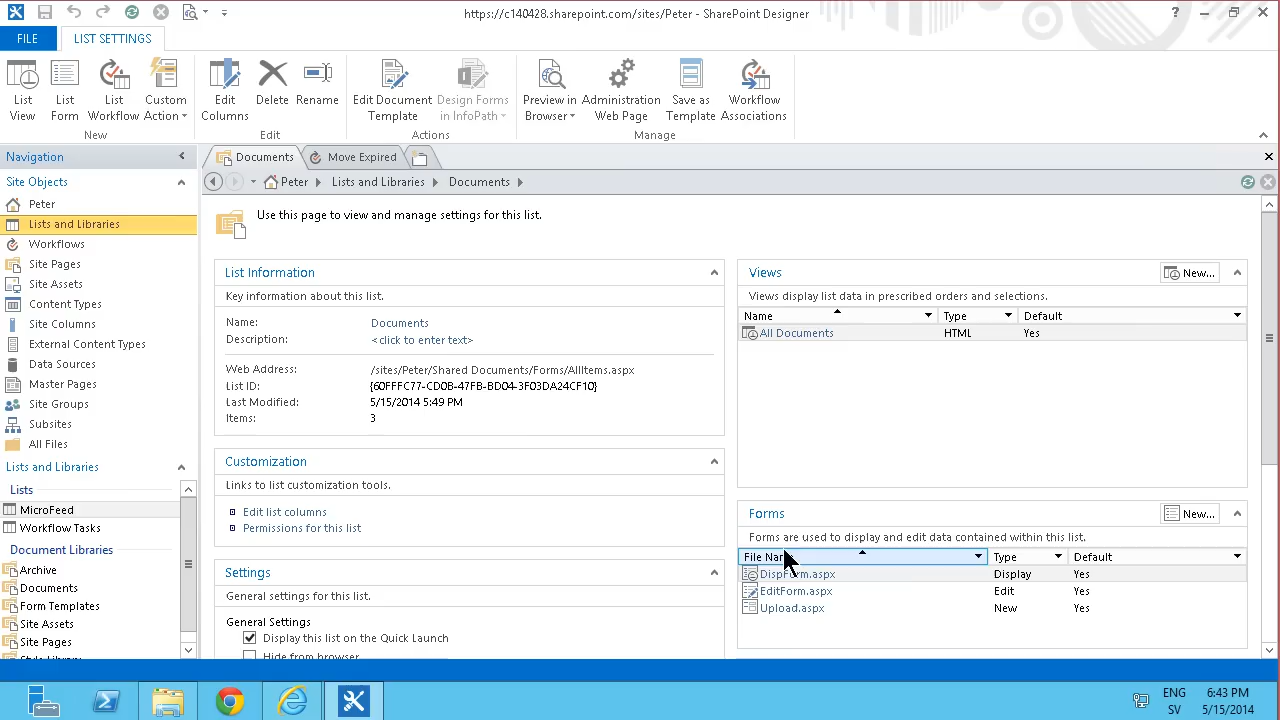 https://c140428.sharepoint.com/sites/Peter - SharePoint Designer
FILE
LIST SETTINGS
List View
List Form
List Workflow
Custom Action
New
Edit Columns
Delete
Rename
Edit
Edit Document Template
Design Forms in InfoPath
Actions
Preview in Browser
Administration Web Page
Save as Template
Workflow Associations
Manage
Navigation
Documents
Move Expired
Site Objects
Peter
Lists and Libraries
Documents
Peter
Lists and Libraries
Workflows
Site Pages
Site Assets
Content Types
Site Columns
External Content Types
Data Sources
Master Pages
Site Groups
Subsites
All Files
Lists and Libraries
Lists
MicroFeed
Workflow Tasks
Document Libraries
Archive
Documents
Form Templates
Site Assets
Site Pages
Use this page to view and manage settings for this list.
List Information
Key information about this list.
Name: Documents
Description: <click to enter text>
Web Address: /sites/Peter/Shared Documents/Forms/AllItems.aspx
List ID: {60FFFC77-CD0B-47FB-BD04-3F03DA24CF10}
Last Modified: 5/15/2014 5:49 PM
Items: 3
Customization
Links to list customization tools.
Edit list columns
Permissions for this list
Settings
General settings for this list.
General Settings
Display this list on the Quick Launch
Hide from browser
Views
New...
Views display list data in prescribed orders and selections.
Name Type Default
All Documents HTML Yes
Forms
New...
Forms are used to display and edit data contained within this list.
File Name Type Default
DispForm.aspx Display Yes
EditForm.aspx Edit Yes
Upload.aspx New Yes
ENG 6:43 PM
SV 5/15/2014